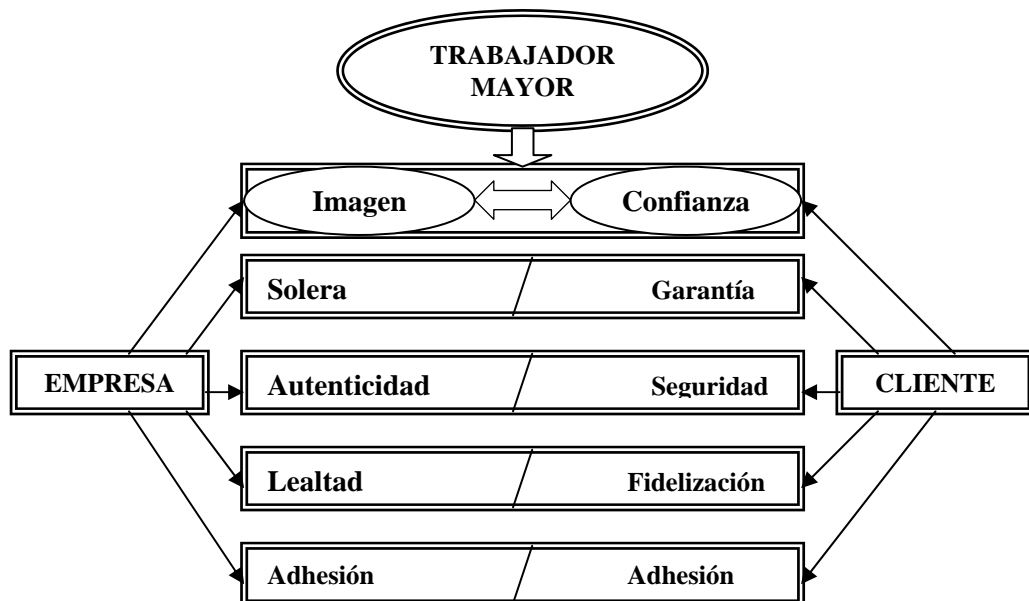 TRABAJADOR
MAYOR
Imagen Confianza
Solera Garantía
EMPRESA Autenticidad Seguridad CLIENTE
Lealtad Fidelización
Adhesión Adhesión